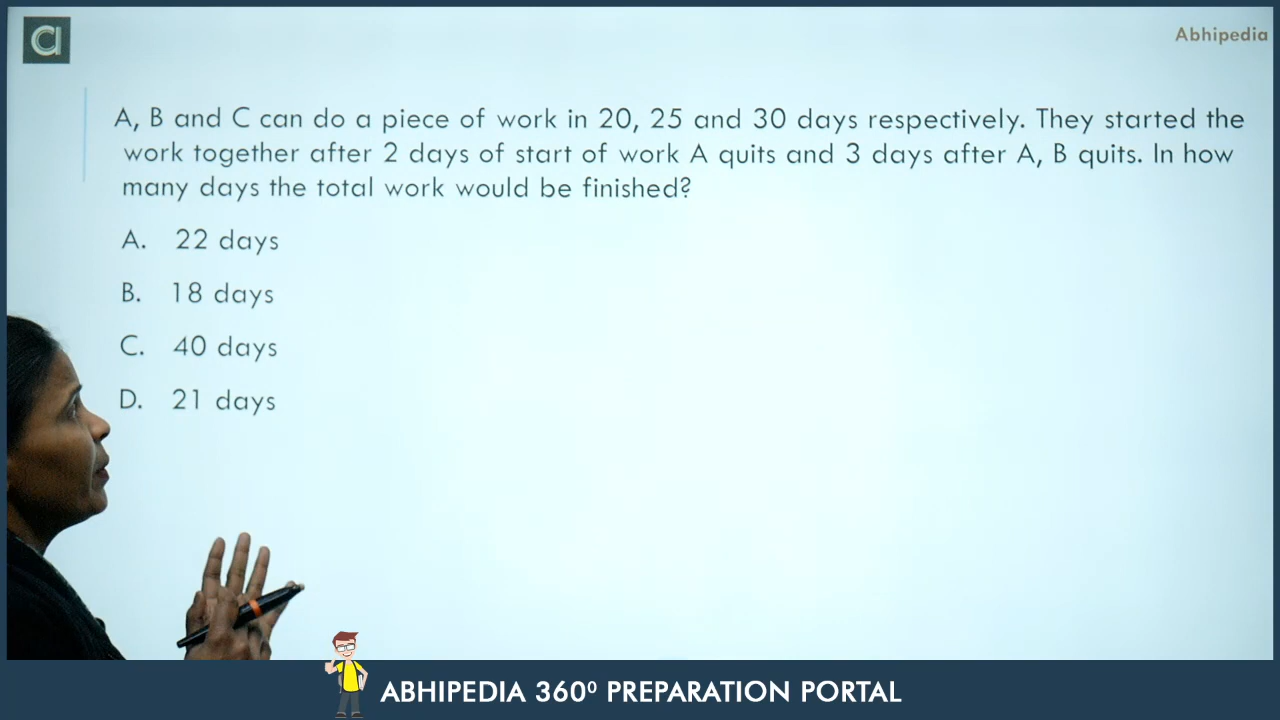 Abhipedia
A, B and C can do a piece of work in 20, 25 and 30 days respectively. They started the
work together after 2 days of start of work A quits and 3 days after A, B quits. In how
many days the total work would be finished?
A. 22 days
B. 18 days
C. 40 days
D. 21 days
ABHIPEDIA 360⁰ PREPARATION PORTAL